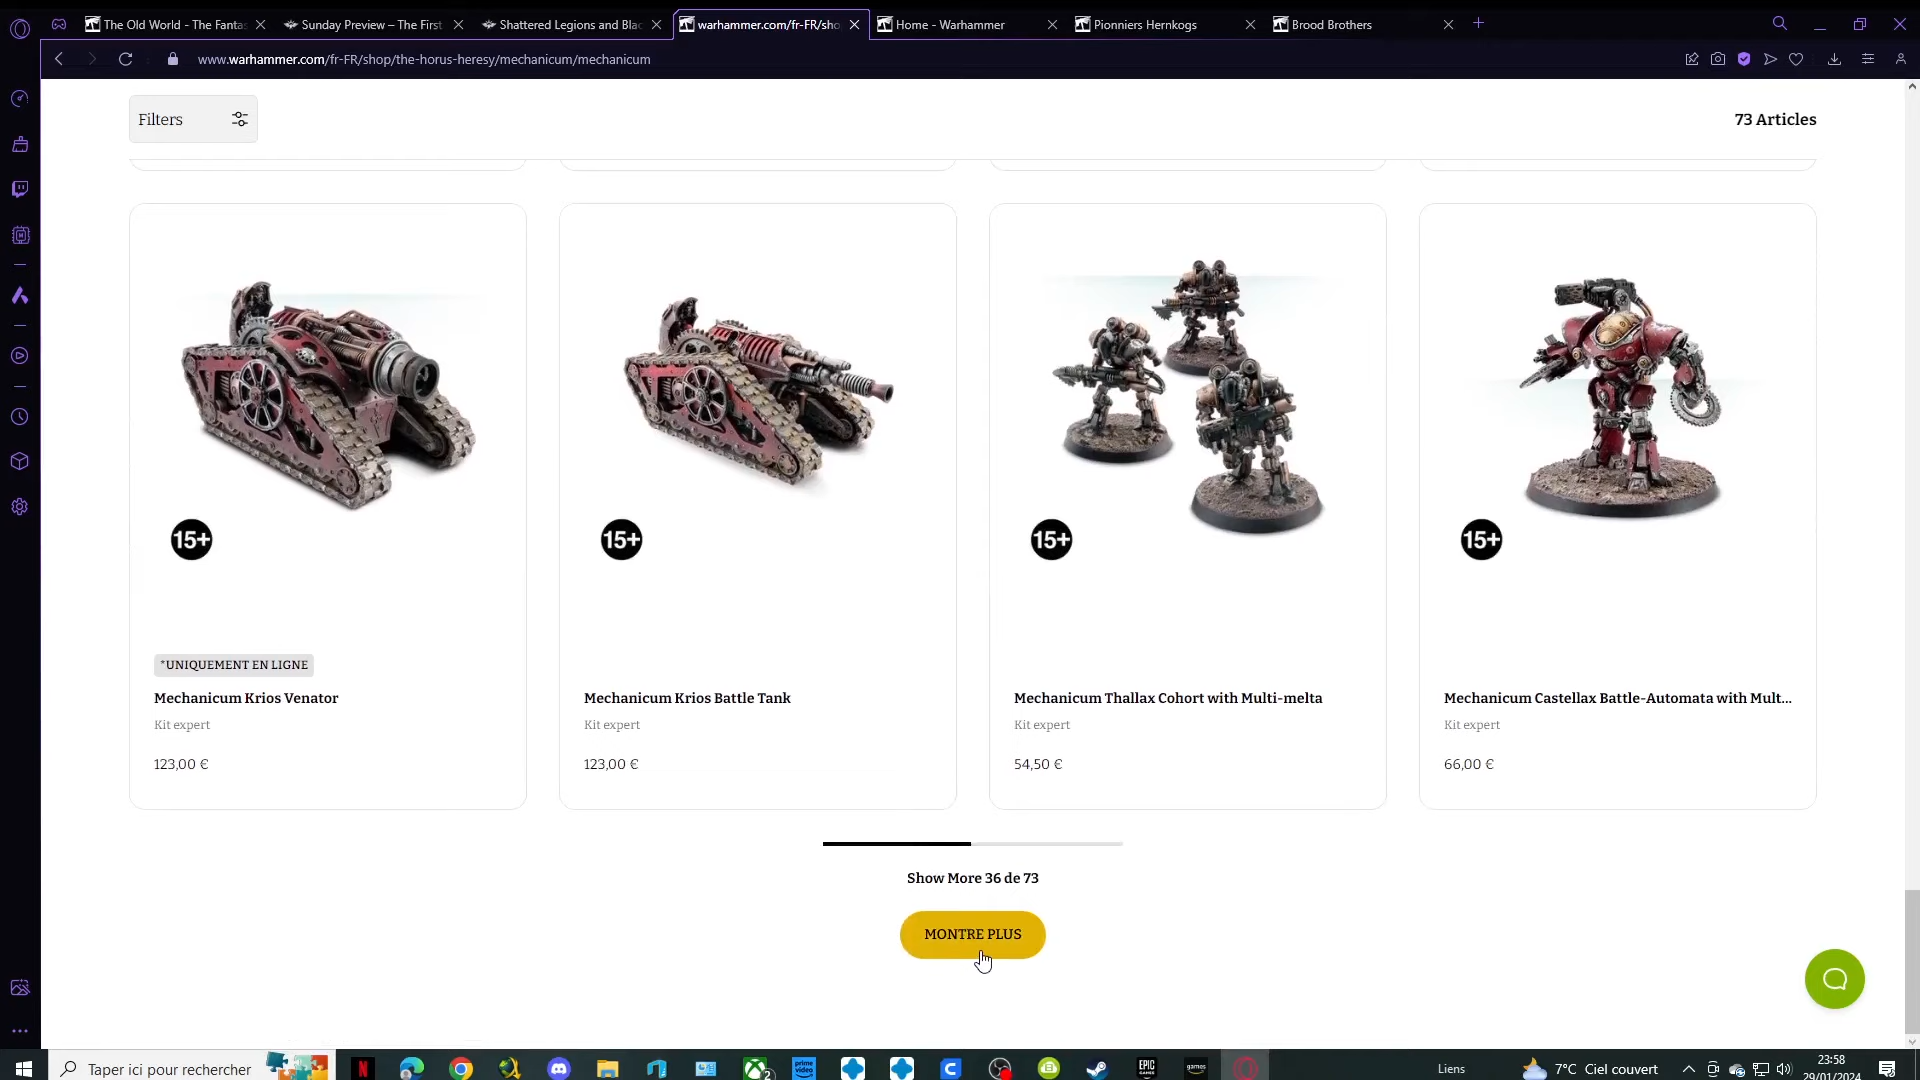 The Old World - The Fantas
Sunday Preview – The First
Shattered Legions and Blac
warhammer.com/fr-FR/sho
Home - Warhammer
Pionniers Hernkogs
Brood Brothers
www.warhammer.com/fr-FR/shop/the-horus-heresy/mechanicum/mechanicum
Filters
73 Articles
15+
15+
15+
15+
*UNIQUEMENT EN LIGNE
Mechanicum Krios Venator
Kit expert
123,00 €
Mechanicum Krios Battle Tank
Kit expert
123,00 €
Mechanicum Thallax Cohort with Multi-melta
Kit expert
54,50 €
Mechanicum Castellax Battle-Automata with Mult...
Kit expert
66,00 €
Show More 36 de 73
MONTRE PLUS
Taper ici pour rechercher
Liens
7°C Ciel couvert
23:58
29/01/2024